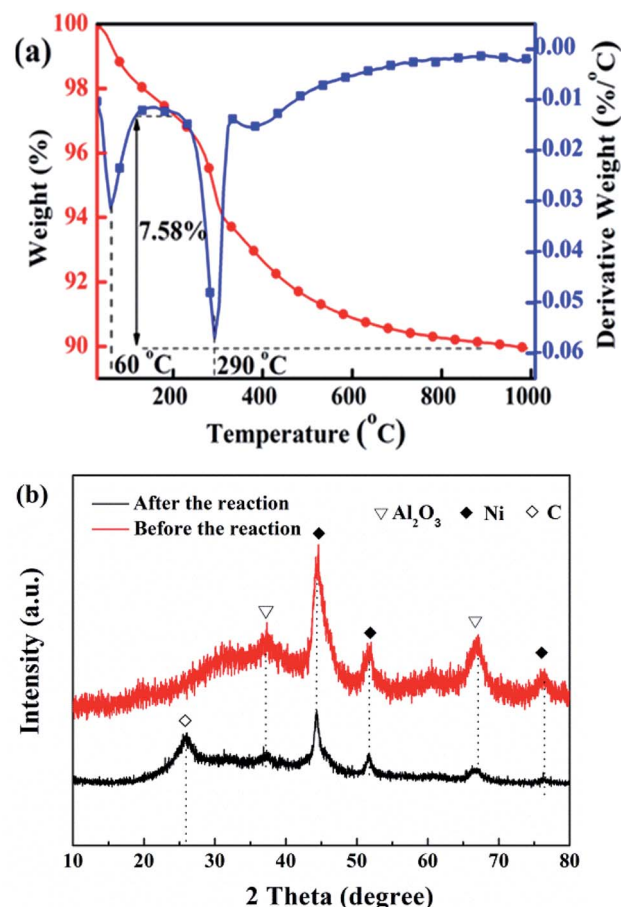 (a)
100
98
96
94
92
90
Weight (%)
0.00
-0.01
-0.02
-0.03
-0.04
-0.05
-0.06
Derivative Weight (%/°C)
7.58%
60 °C
290 °C
200
400
600
800
1000
Temperature (°C)
(b)
After the reaction
Before the reaction
Al2O3
Ni
C
Intensity (a.u.)
10
20
30
40
50
60
70
80
2 Theta (degree)